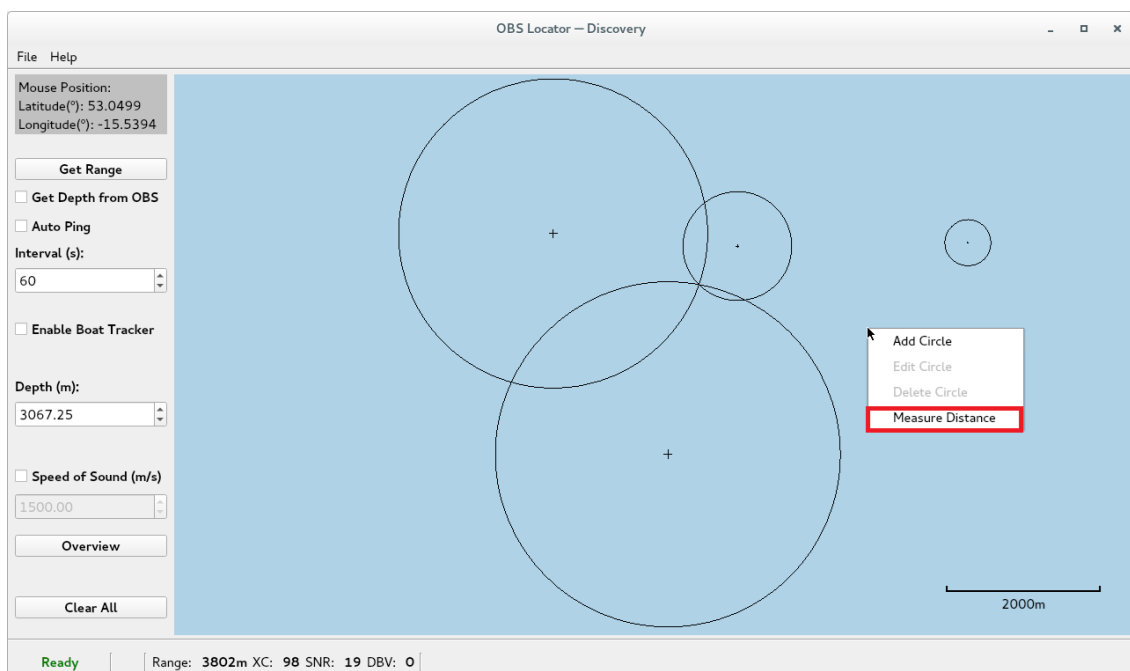 OBS Locator — Discovery
File Help
Mouse Position:
Latitude(°): 53.0499
Longitude(°): -15.5394
Get Range
Get Depth from OBS
Auto Ping
Interval (s):
60
Enable Boat Tracker
Depth (m):
3067.25
Speed of Sound (m/s)
1500.00
Overview
Clear All
Add Circle
Edit Circle
Delete Circle
Measure Distance
2000m
Ready
Range: 3802m XC: 98 SNR: 19 DBV: 0